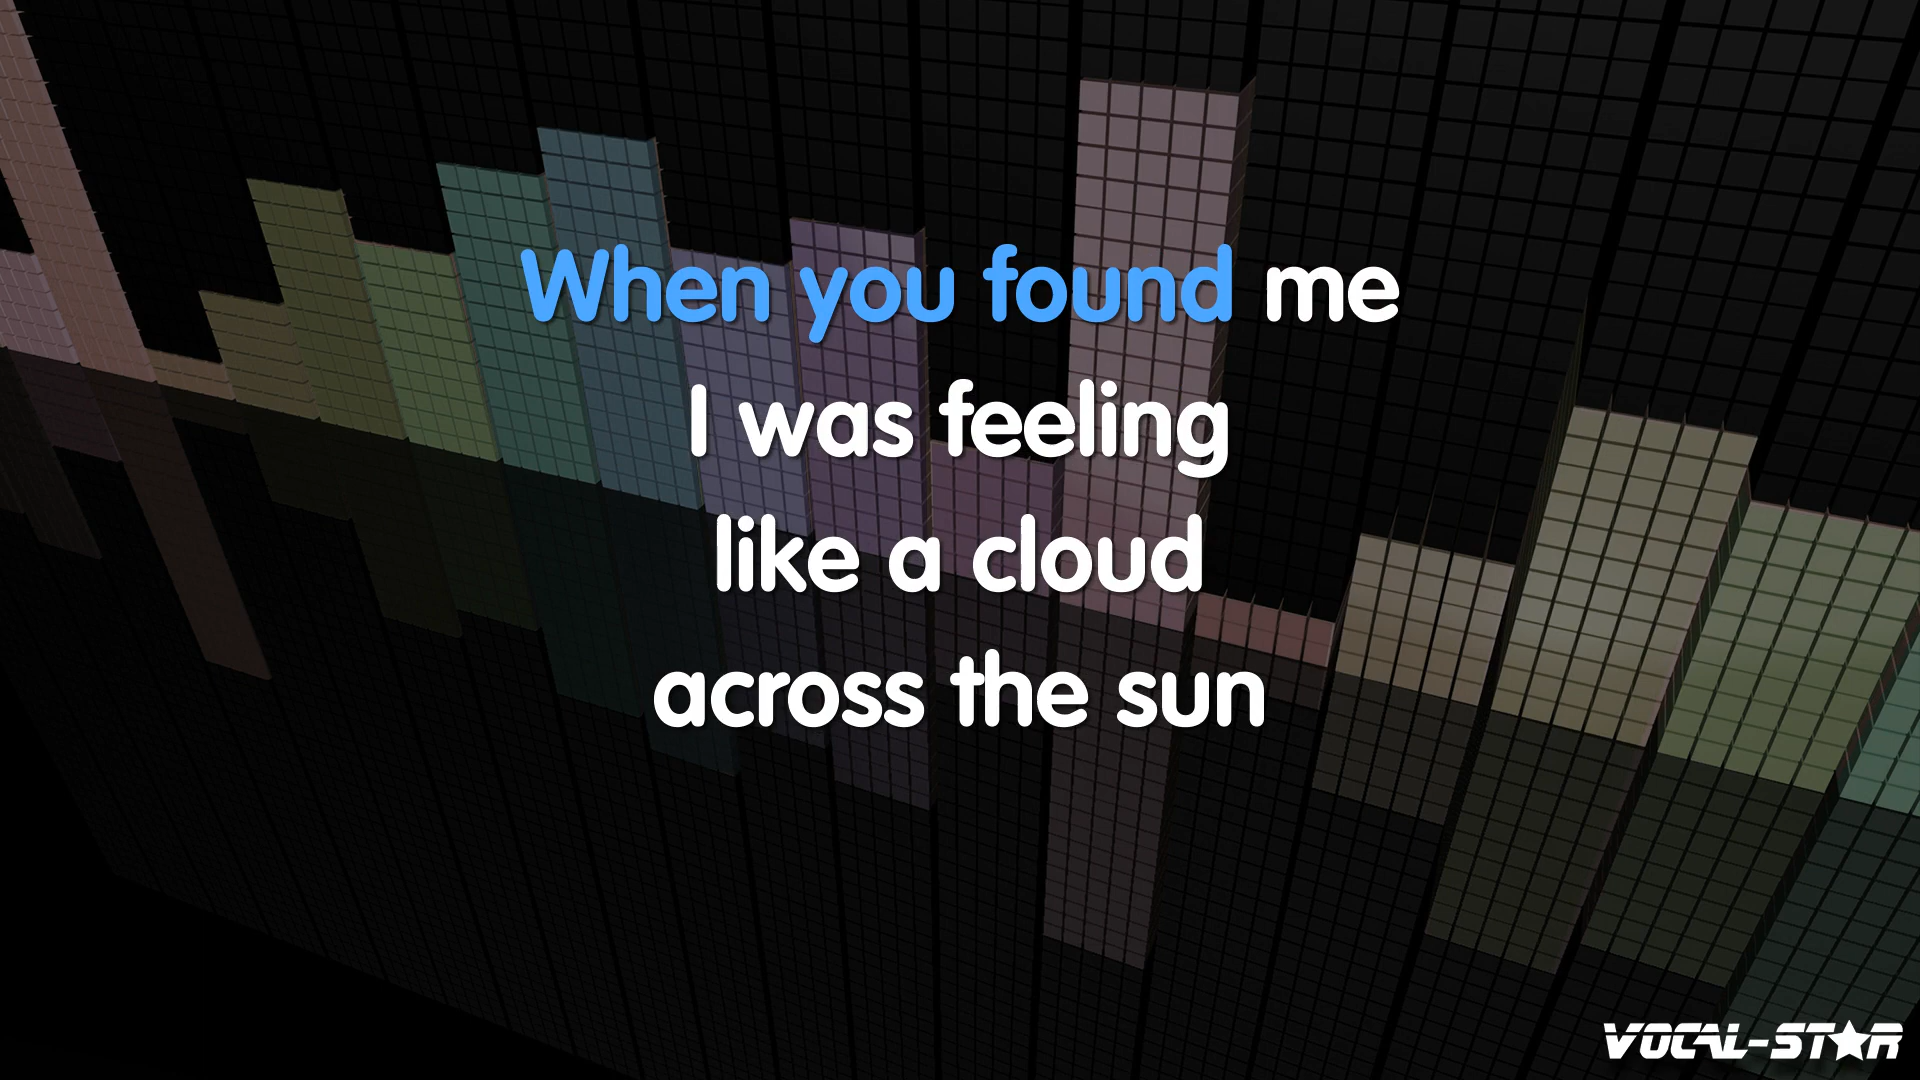 When you found me
I was feeling
like a cloud
across the sun
VOCAL-STAR